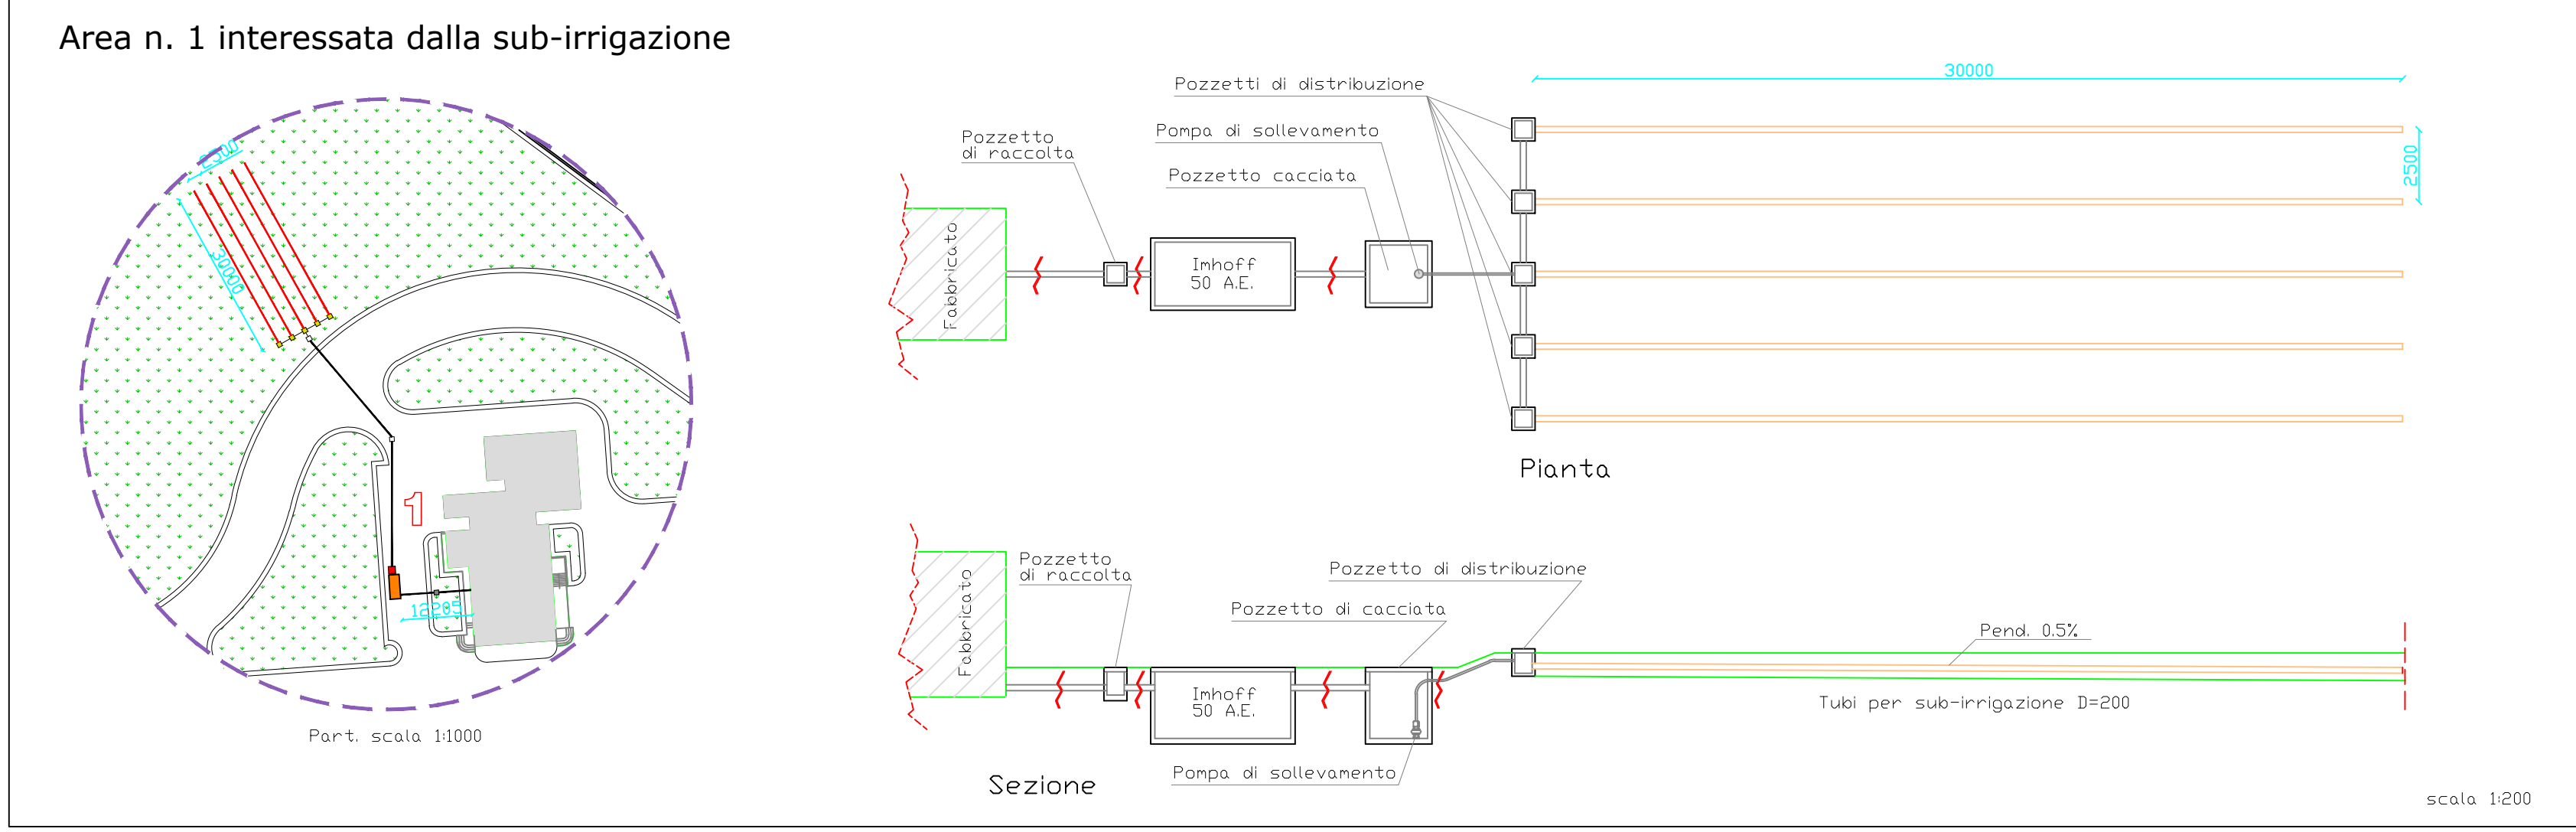 Area n. 1 interessata dalla sub-irrigazione
2500
30000
1
12205
Part. scala 1:1000
30000
2500
Pozzetti di distribuzione
Pompa di sollevamento
Pozzetto cacciata
Pozzetto
di raccolta
Fabbricato
Imhoff
50 A.E.
Pianta
Pozzetto
di raccolta
Pozzetto di distribuzione
Pozzetto di cacciata
Fabbricato
Imhoff
50 A.E.
Pend. 0.5%
Tubi per sub-irrigazione D=200
Pompa di sollevamento
Sezione
scala 1:200